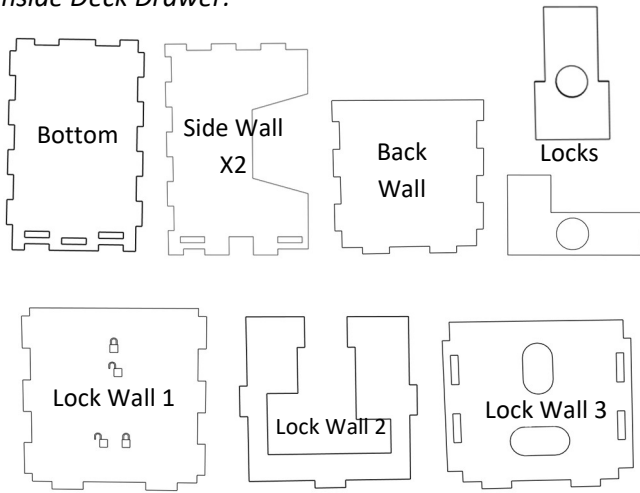 nside Deck Drawer:
Bottom
Side Wall
X2
Back
Wall
Locks
Lock Wall 1
Lock Wall 2
Lock Wall 3